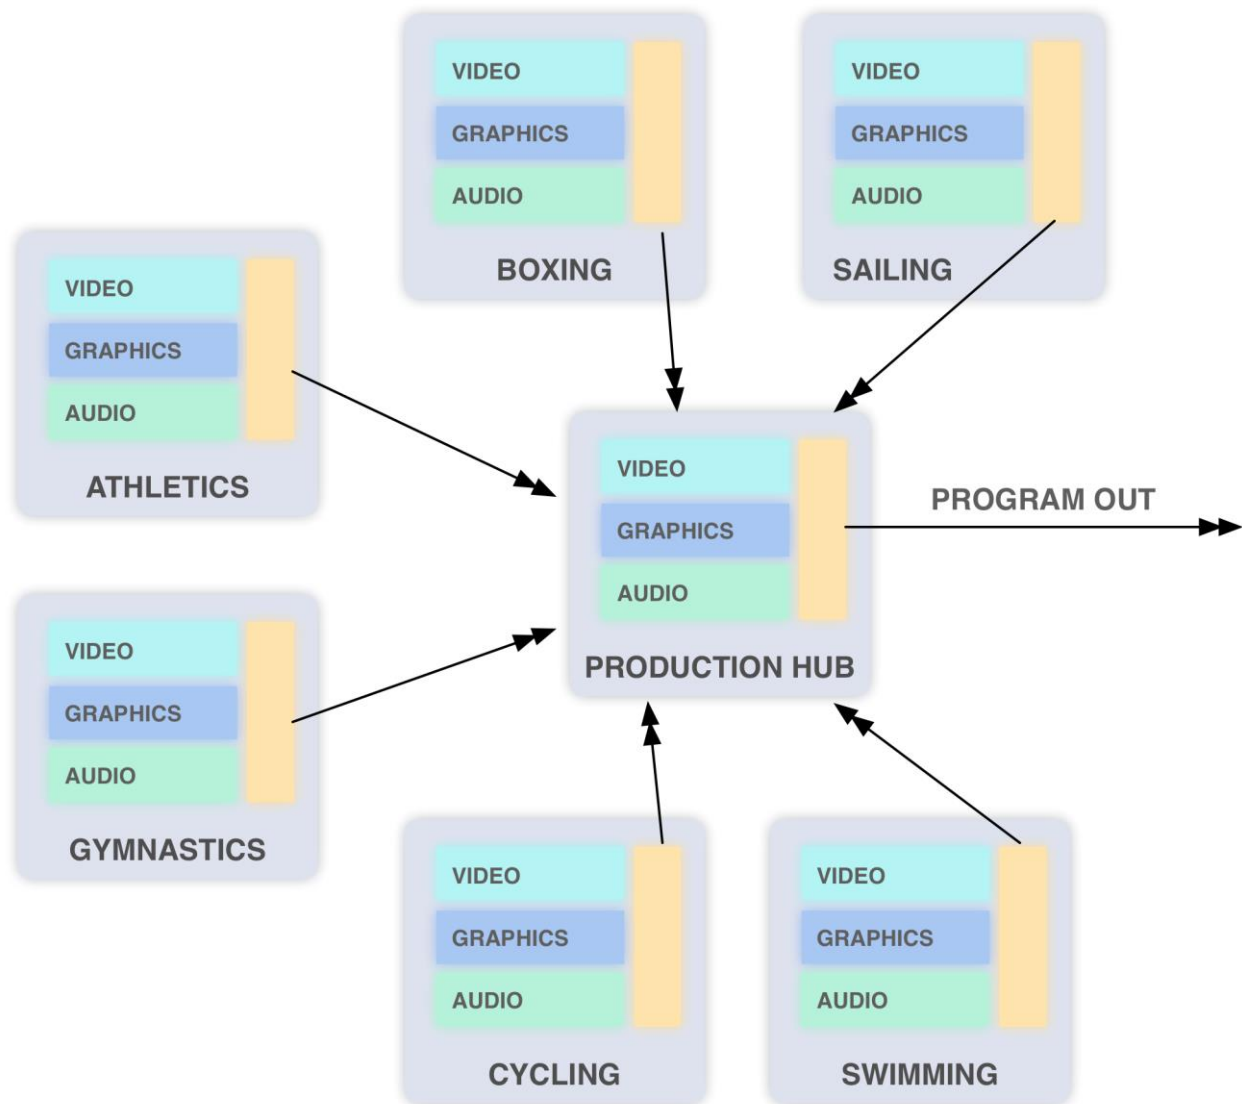 VIDEO
GRAPHICS
AUDIO
BOXING
VIDEO
GRAPHICS
AUDIO
SAILING
VIDEO
GRAPHICS
AUDIO
ATHLETICS
VIDEO
GRAPHICS
AUDIO
PRODUCTION HUB
PROGRAM OUT
VIDEO
GRAPHICS
AUDIO
GYMNASTICS
VIDEO
GRAPHICS
AUDIO
CYCLING
VIDEO
GRAPHICS
AUDIO
SWIMMING